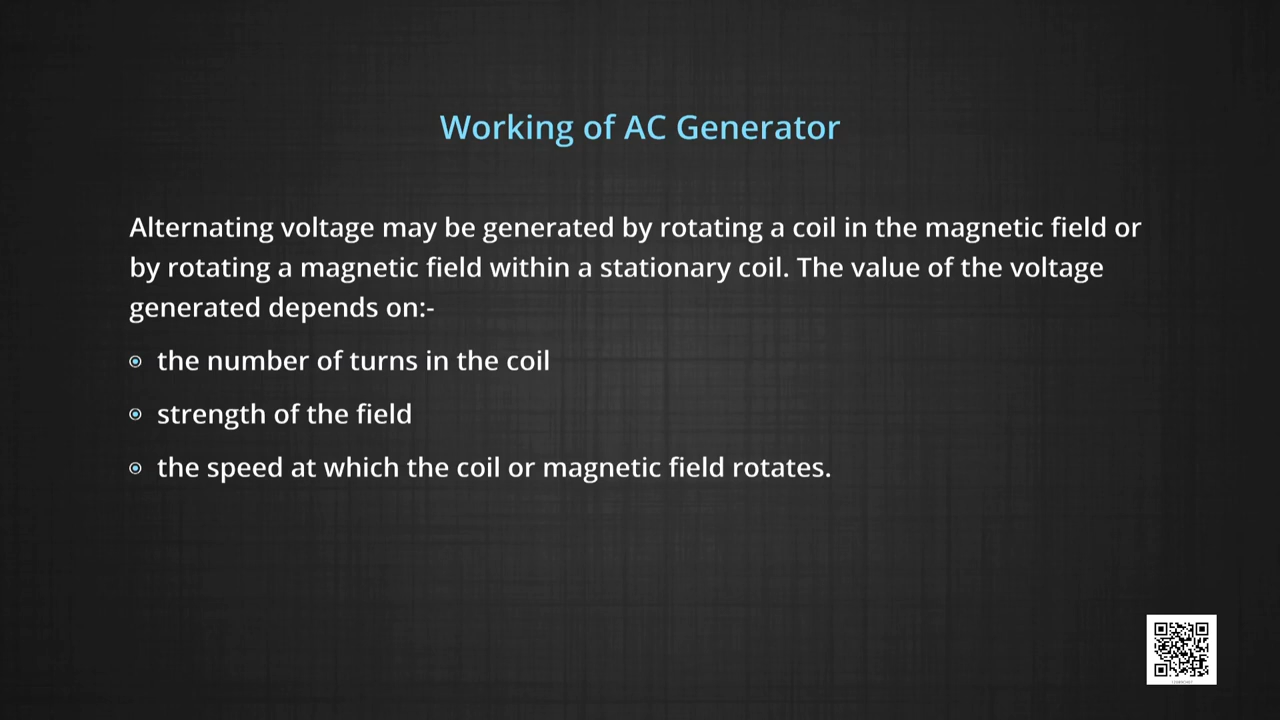 Working of AC Generator
Alternating voltage may be generated by rotating a coil in the magnetic field or
by rotating a magnetic field within a stationary coil. The value of the voltage
generated depends on:-
the number of turns in the coil
strength of the field
the speed at which the coil or magnetic field rotates.